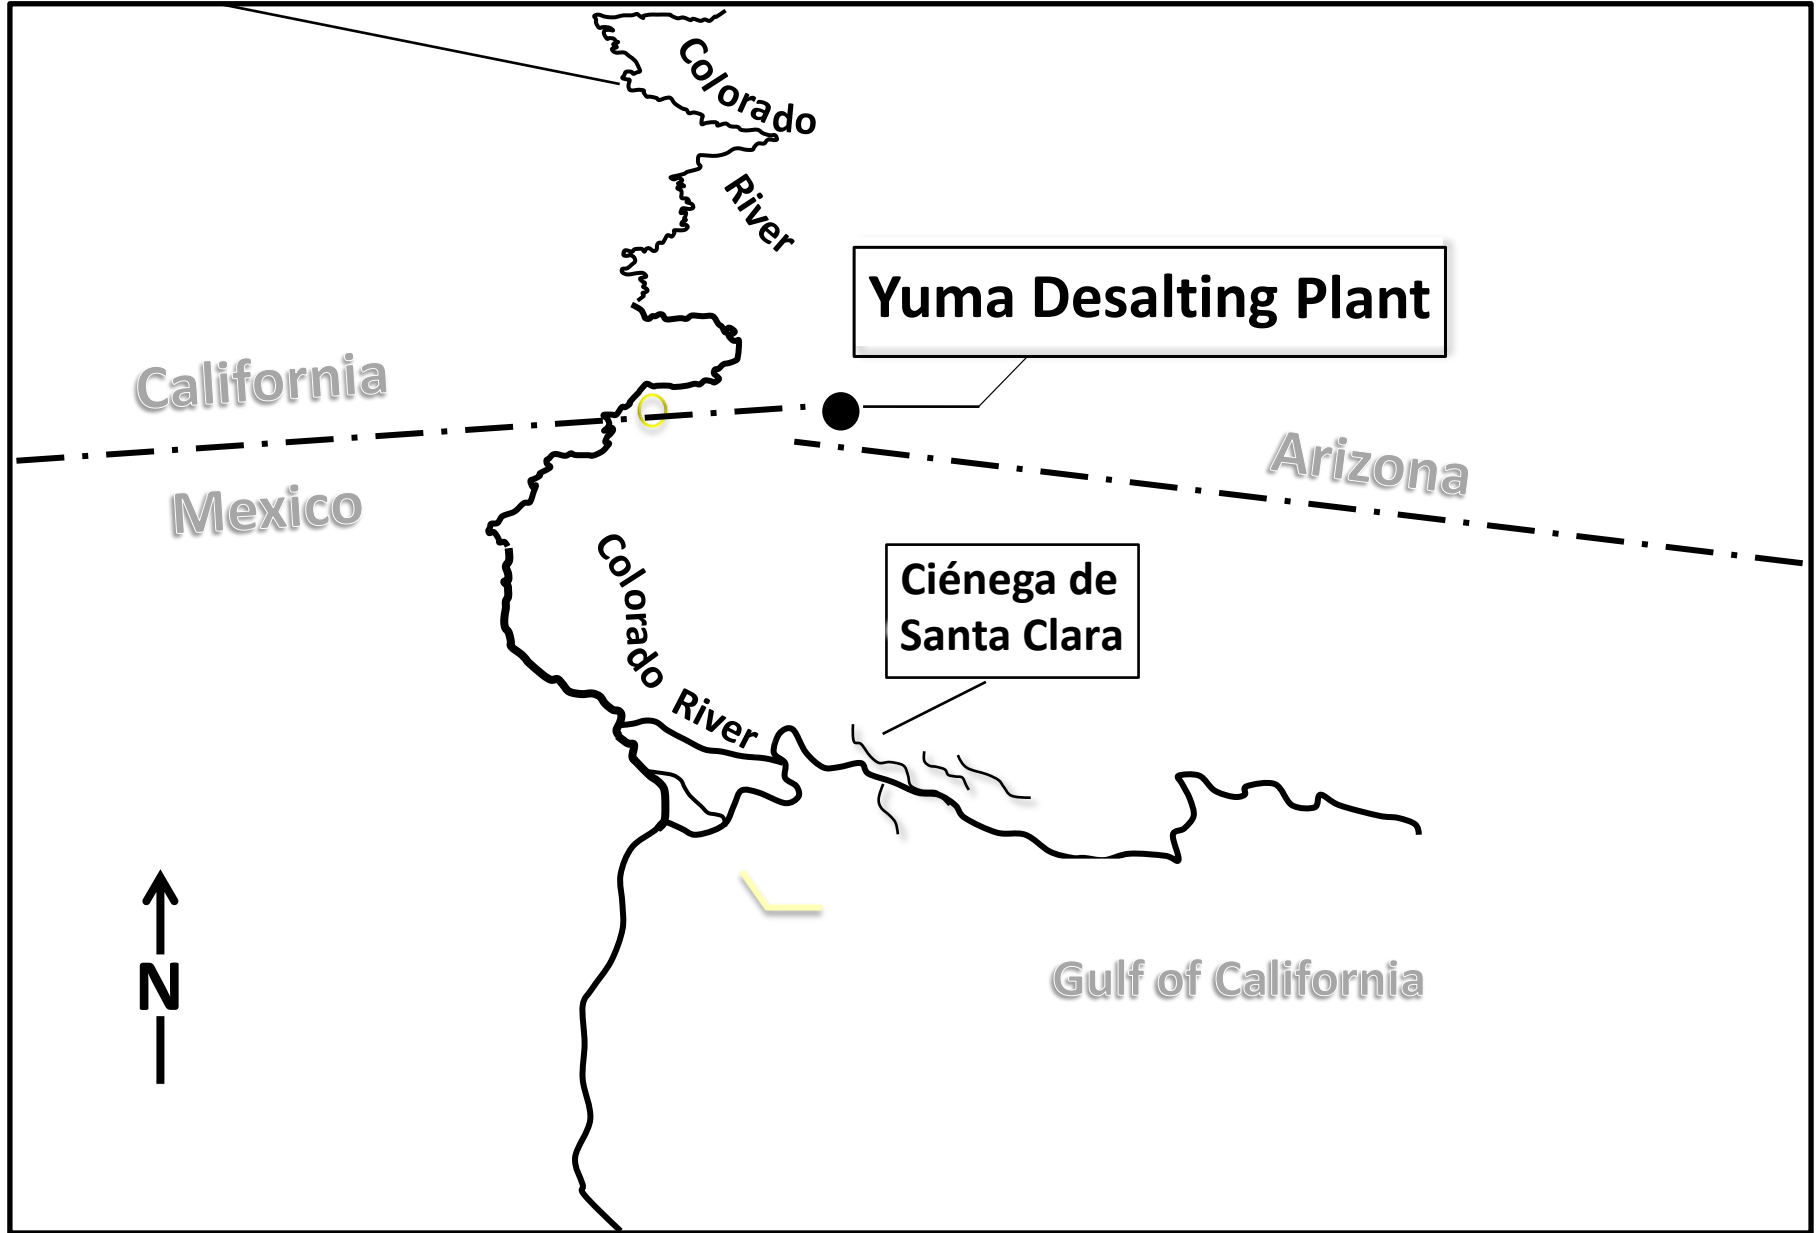 Colorado
River
Yuma Desalting Plant
California
Arizona
Mexico
Ciénega de
Santa Clara
Colorado
River
Gulf of California
N